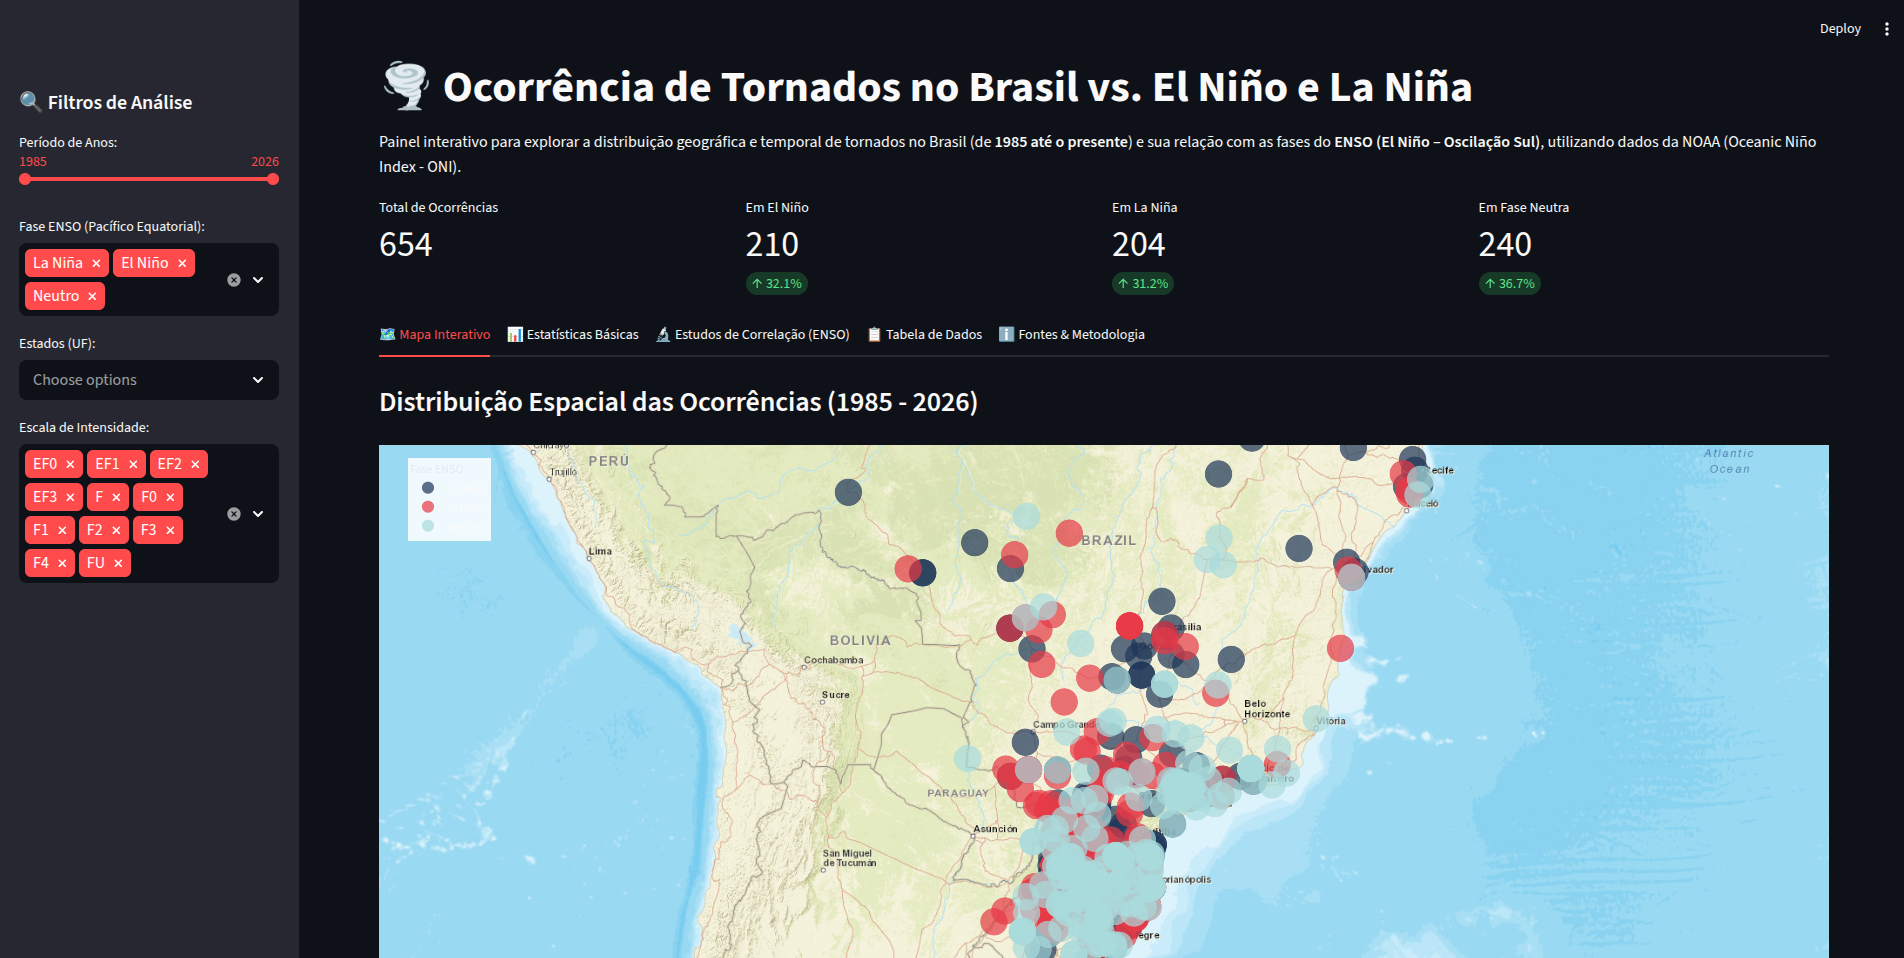 Deploy
🔍 Filtros de Análise
Período de Anos:
1985 2026
Fase ENSO (Pacífico Equatorial):
La Niña × El Niño ×
Neutro ×
Estados (UF):
Choose options
Escala de Intensidade:
EF0 × EF1 × EF2 ×
EF3 × F × F0 ×
F1 × F2 × F3 ×
F4 × FU ×
🌪️ Ocorrência de Tornados no Brasil vs. El Niño e La Niña
Painel interativo para explorar a distribuição geográfica e temporal de tornados no Brasil (de 1985 até o presente) e sua relação com as fases do ENSO (El Niño – Oscilação Sul), utilizando dados da NOAA (Oceanic Niño
Index - ONI).
Total de Ocorrências
654
Em El Niño
210
↑ 32.1%
Em La Niña
204
↑ 31.2%
Em Fase Neutra
240
↑ 36.7%
🗺️ Mapa Interativo 📊 Estatísticas Básicas 🔬 Estudos de Correlação (ENSO) 📋 Tabela de Dados ℹ️ Fontes & Metodologia
Distribuição Espacial das Ocorrências (1985 - 2026)
Fase ENSO
PERÚ
Trujillo
Atlantic
Ocean
Lima
BRAZIL
BOLIVIA
Cochabamba
Sucre
Belo
Horizonte
Vitória
Campo Grande
PARAGUAY
Asunción
San Miguel
de Tucumán